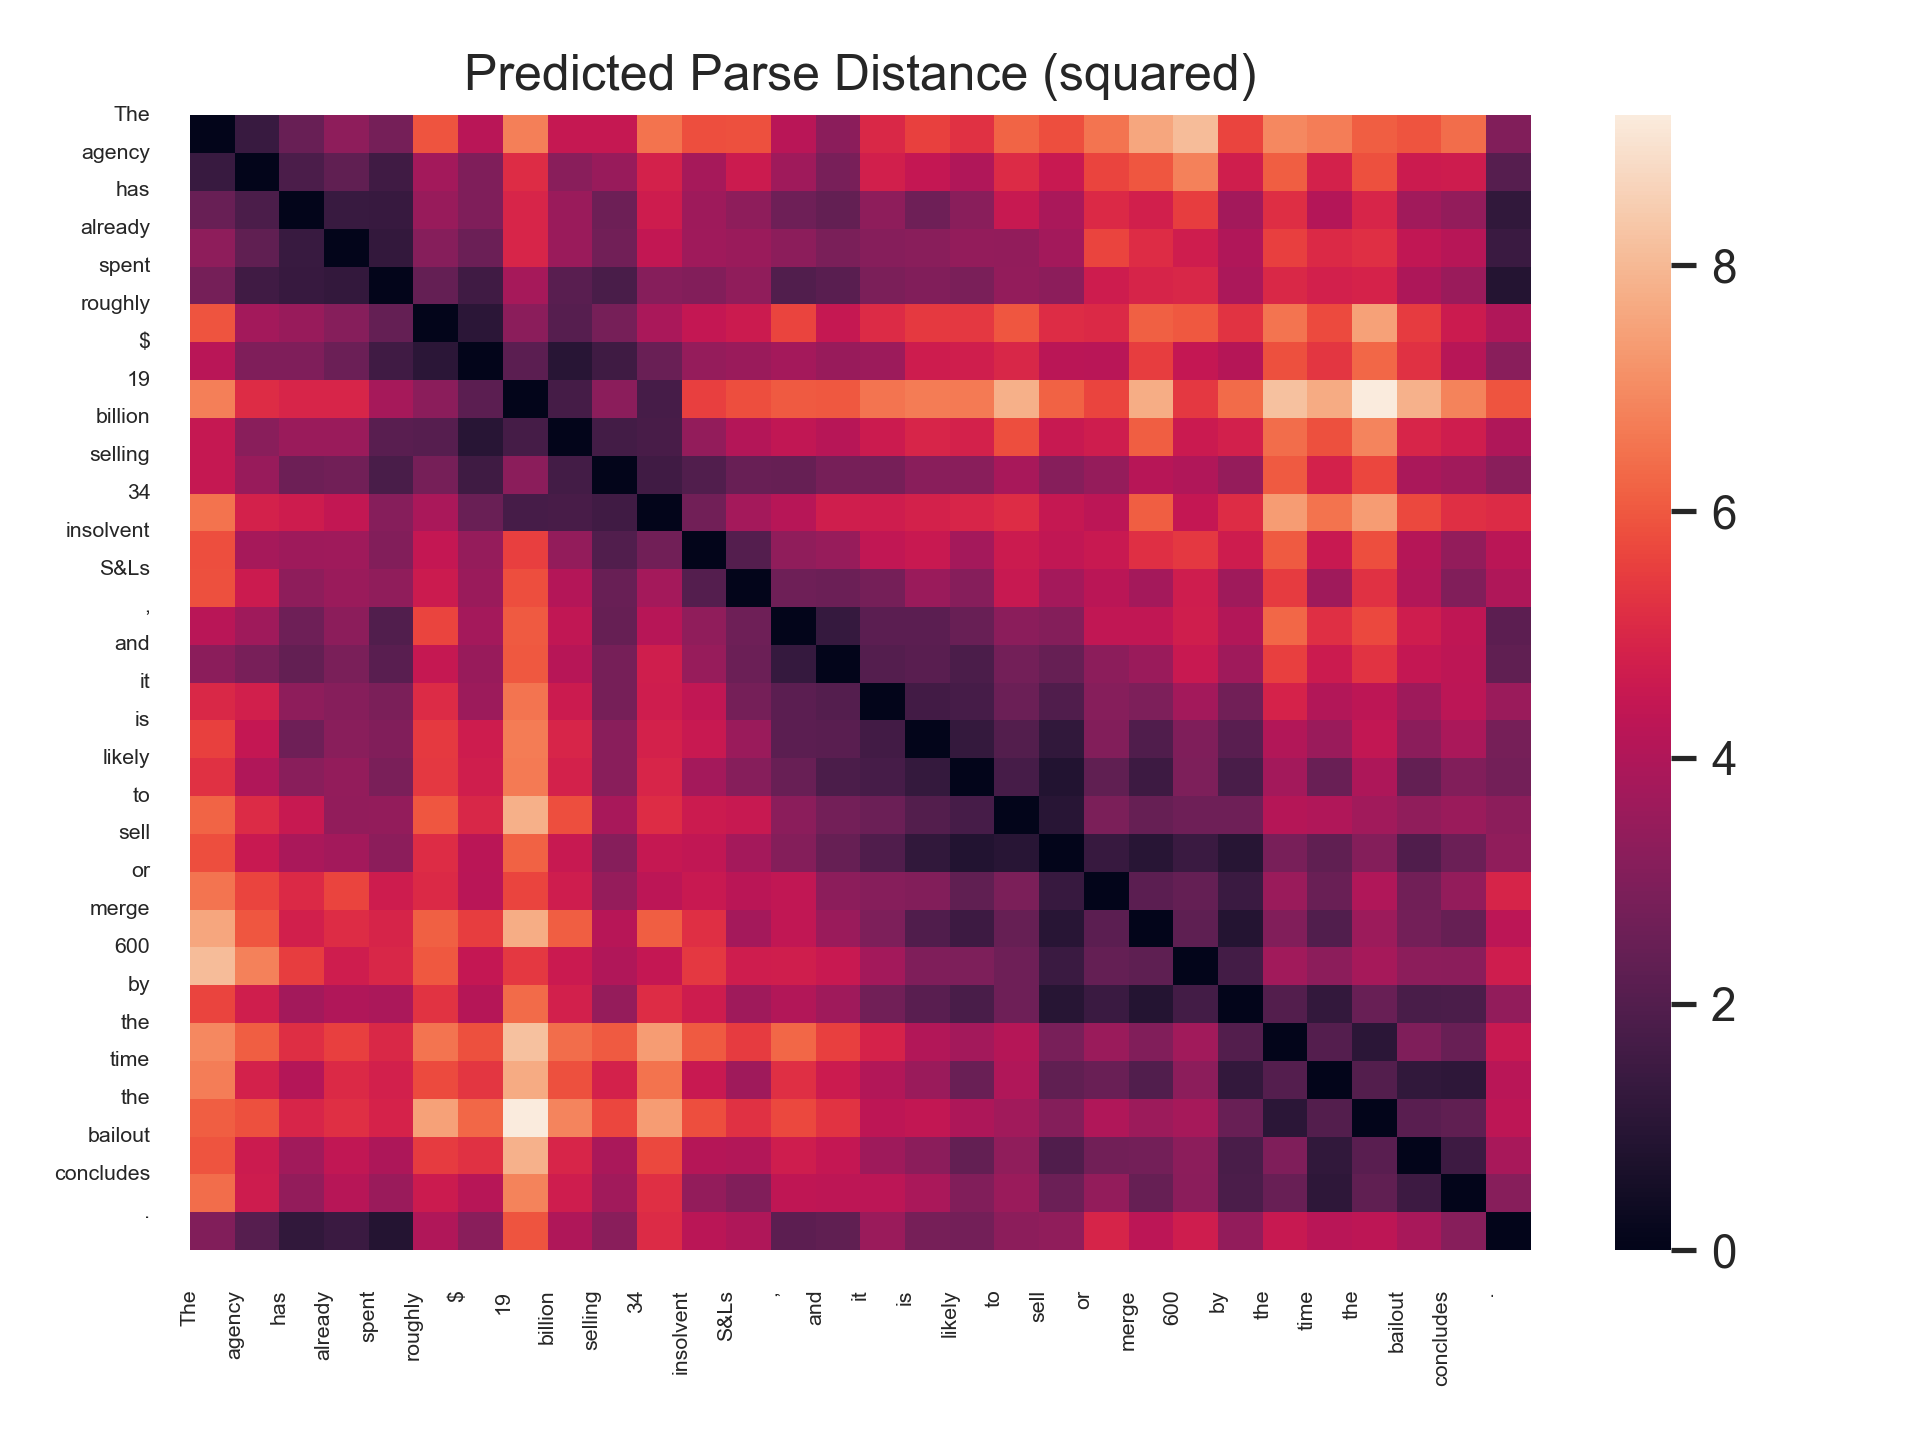 Predicted Parse Distance (squared)
The
agency
has
already
spent
roughly
$
19
billion
selling
34
insolvent
S&Ls
,
and
it
is
likely
to
sell
or
merge
600
by
the
time
the
bailout
concludes
.
The agency has already spent roughly $ 19 billion selling 34 insolvent S&Ls , and it is likely to sell or merge 600 by the time the bailout concludes .
8
6
4
2
0